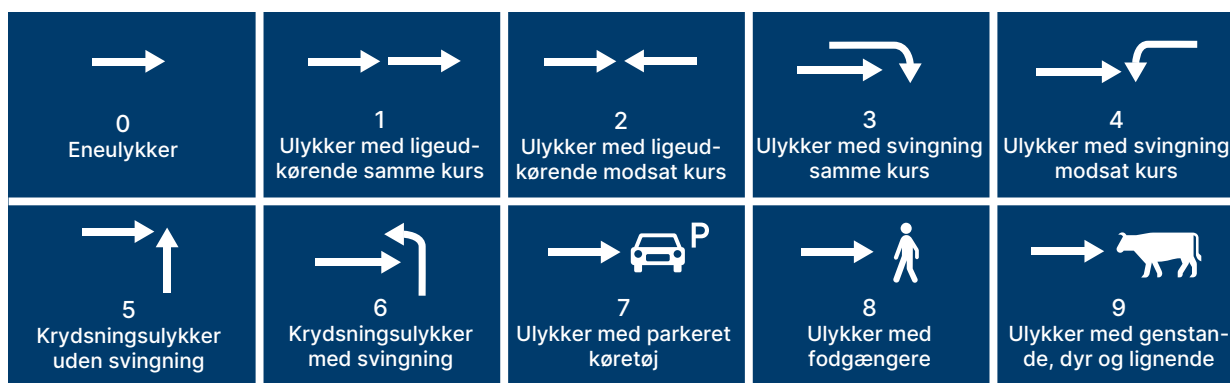 0
Eneulykker
1
Ulykker med ligeud-
kørende samme kurs
2
Ulykker med ligeud-
kørende modsat kurs
3
Ulykker med svingning
samme kurs
4
Ulykker med svingning
modsat kurs
5
Krydsningsulykker
uden svingning
6
Krydsningsulykker
med svingning
P
7
Ulykker med parkeret
køretøj
8
Ulykker med
fodgængere
9
Ulykker med genstan-
de, dyr og lignende